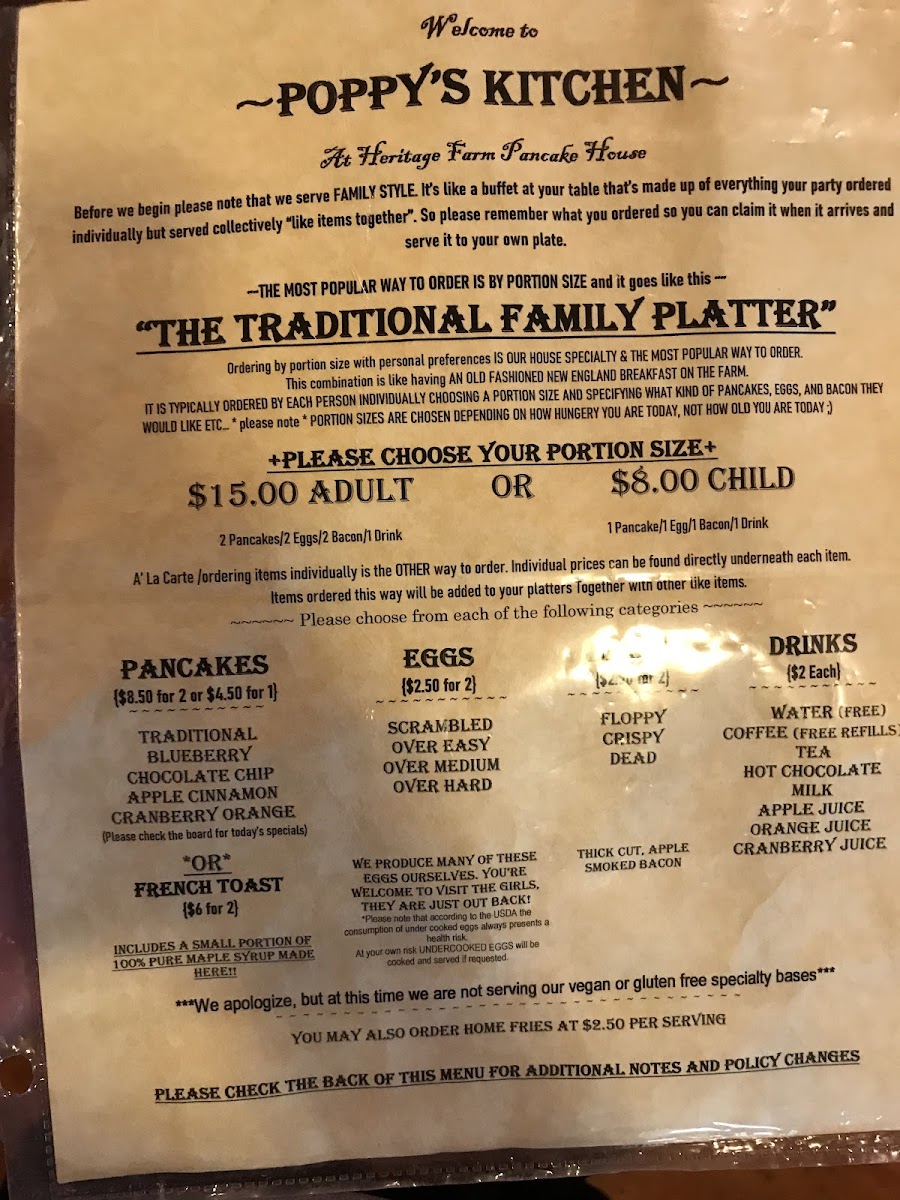 Welcome to
~POPPY'S KITCHEN~
At Heritage Farm Pancake House
Before we begin please note that we serve FAMILY STYLE. It's like a buffet at your table that's made up of everything your party ordered
individually but served collectively "like items together". So please remember what you ordered so you can claim it when it arrives and
serve it to your own plate.
---THE MOST POPULAR WAY TO ORDER IS BY PORTION SIZE and it goes like this ---
"THE TRADITIONAL FAMILY PLATTER"
Ordering by portion size with personal preferences IS OUR HOUSE SPECIALTY & THE MOST POPULAR WAY TO ORDER.
This combination is like having AN OLD FASHIONED NEW ENGLAND BREAKFAST ON THE FARM.
IT IS TYPICALLY ORDERED BY EACH PERSON INDIVIDUALLY CHOOSING A PORTION SIZE AND SPECIFYING WHAT KIND OF PANCAKES, EGGS, AND BACON THEY
WOULD LIKE ETC... * please note * PORTION SIZES ARE CHOSEN DEPENDING ON HOW HUNGRY YOU ARE TODAY, NOT HOW OLD YOU ARE TODAY ;)
+PLEASE CHOOSE YOUR PORTION SIZE+
$15.00 ADULT OR $8.00 CHILD
2 Pancakes/2 Eggs/2 Bacon/1 Drink 1 Pancake/1 Egg/1 Bacon/1 Drink
A' La Carte /ordering items individually is the OTHER way to order. Individual prices can be found directly underneath each item.
Items ordered this way will be added to your platters Together with other like items.
~~~~~~ Please choose from each of the following categories ~~~~~~
PANCAKES
{$8.50 for 2 or $4.50 for 1}
TRADITIONAL
BLUEBERRY
CHOCOLATE CHIP
APPLE CINNAMON
CRANBERRY ORANGE
(Please check the board for today's specials)
*OR*
FRENCH TOAST
{$6 for 2}
INCLUDES A SMALL PORTION OF
100% PURE MAPLE SYRUP MADE
HERE!!
EGGS
{$2.50 for 2}
SCRAMBLED
OVER EASY
OVER MEDIUM
OVER HARD
WE PRODUCE MANY OF THESE
EGGS OURSELVES. YOU'RE
WELCOME TO VISIT THE GIRLS,
THEY ARE JUST OUT BACK!
*Please note that according to the USDA the
consumption of under cooked eggs always presents a
health risk.
At your own risk UNDERCOOKED EGGS will be
cooked and served if requested.
for 2}
FLOPPY
CRISPY
DEAD
THICK CUT, APPLE
SMOKED BACON
DRINKS
{$2 Each}
WATER (FREE)
COFFEE (FREE REFILLS)
TEA
HOT CHOCOLATE
MILK
APPLE JUICE
ORANGE JUICE
CRANBERRY JUICE
***We apologize, but at this time we are not serving our vegan or gluten free specialty bases***
YOU MAY ALSO ORDER HOME FRIES AT $2.50 PER SERVING
PLEASE CHECK THE BACK OF THIS MENU FOR ADDITIONAL NOTES AND POLICY CHANGES